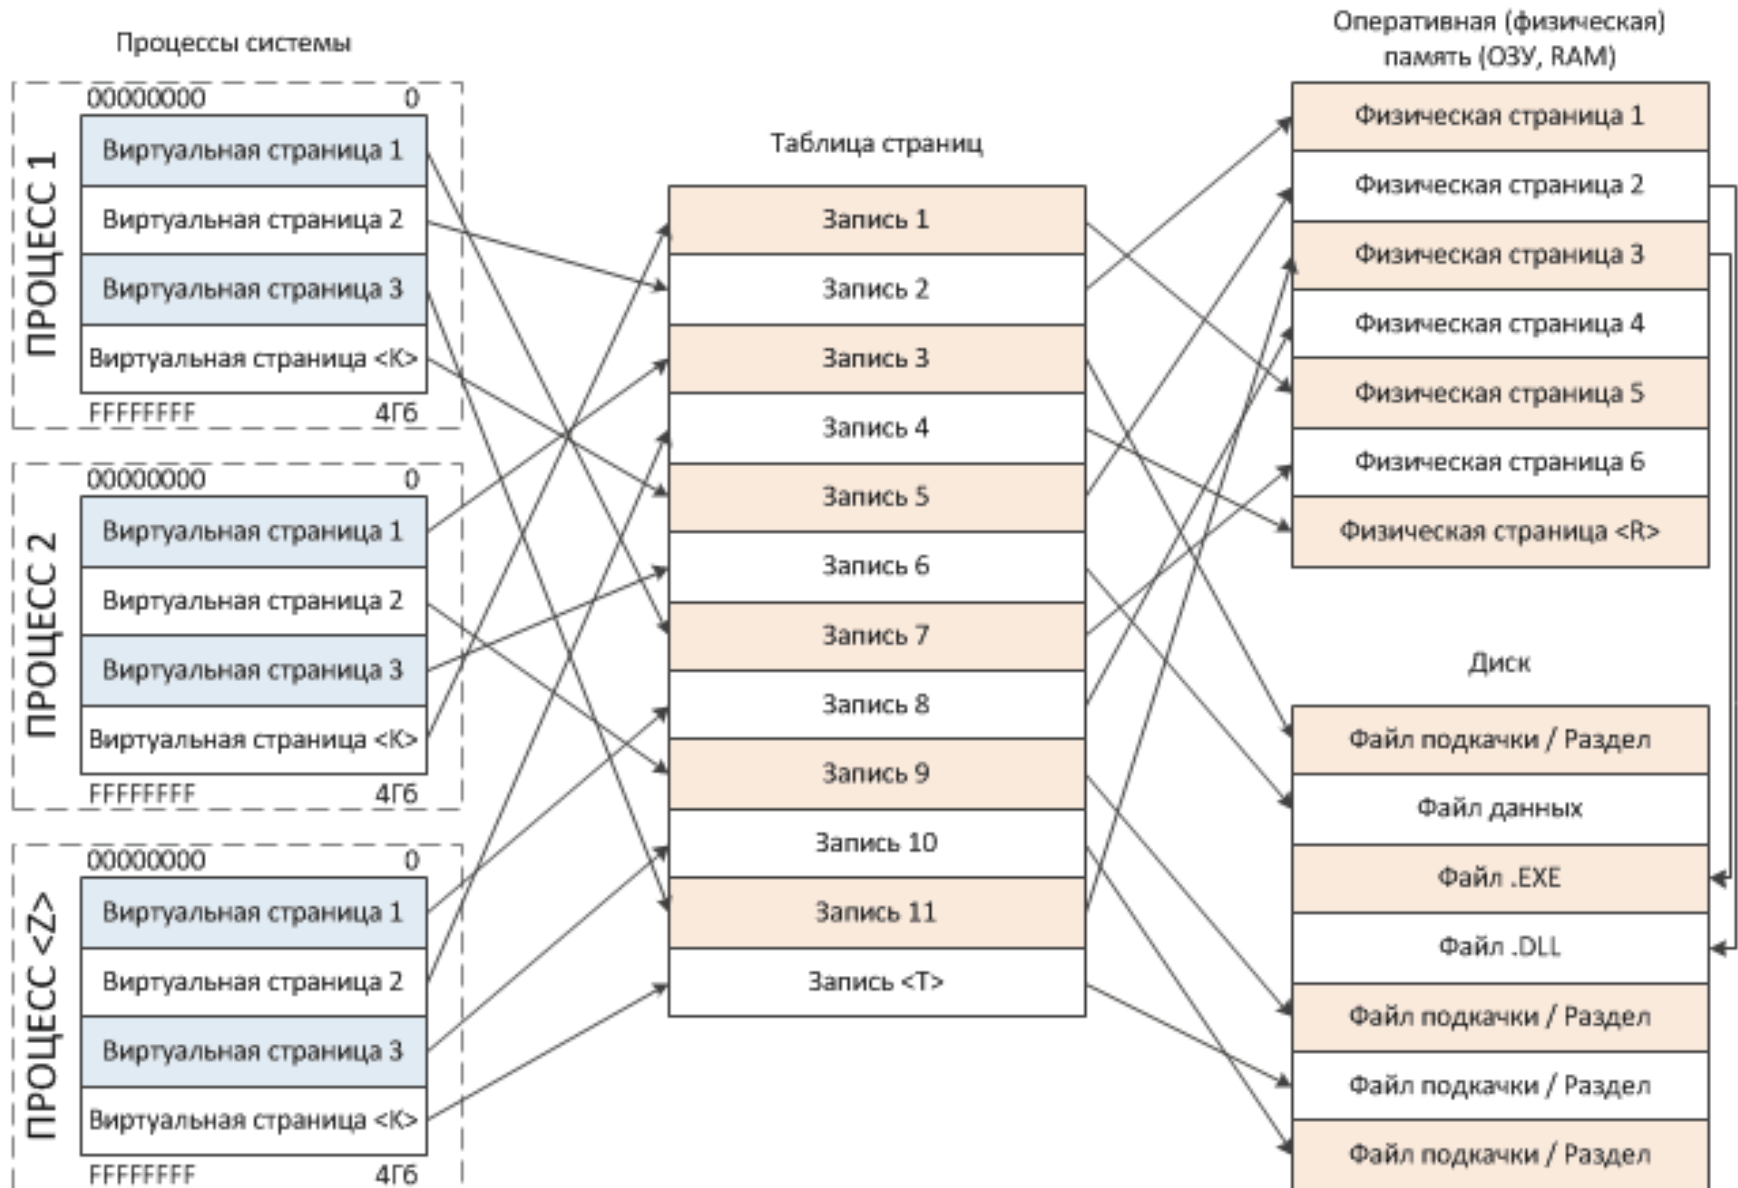 Процессы системы
ПРОЦЕСС 1
00000000 0
Виртуальная страница 1
Виртуальная страница 2
Виртуальная страница 3
Виртуальная страница <K>
FFFFFFFF 4Гб
ПРОЦЕСС 2
00000000 0
Виртуальная страница 1
Виртуальная страница 2
Виртуальная страница 3
Виртуальная страница <K>
FFFFFFFF 4Гб
ПРОЦЕСС <Z>
00000000 0
Виртуальная страница 1
Виртуальная страница 2
Виртуальная страница 3
Виртуальная страница <K>
FFFFFFFF 4Гб
Таблица страниц
Запись 1
Запись 2
Запись 3
Запись 4
Запись 5
Запись 6
Запись 7
Запись 8
Запись 9
Запись 10
Запись 11
Запись <T>
Оперативная (физическая)
память (ОЗУ, RAM)
Физическая страница 1
Физическая страница 2
Физическая страница 3
Физическая страница 4
Физическая страница 5
Физическая страница 6
Физическая страница <R>
Диск
Файл подкачки / Раздел
Файл данных
Файл .EXE
Файл .DLL
Файл подкачки / Раздел
Файл подкачки / Раздел
Файл подкачки / Раздел